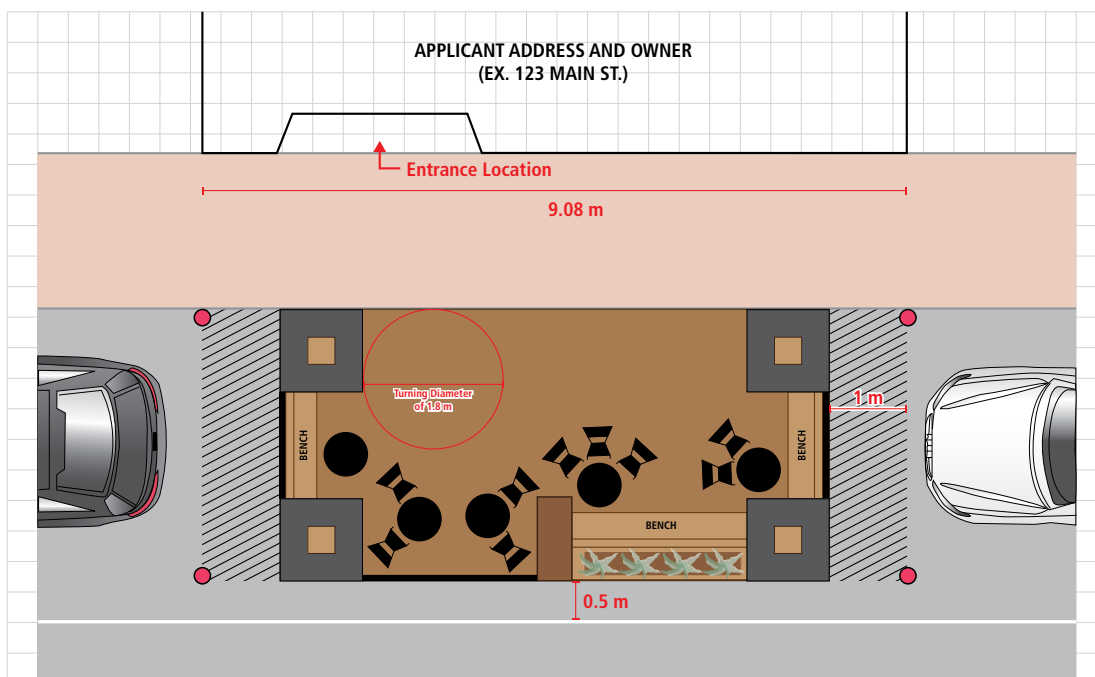 APPLICANT ADDRESS AND OWNER
(EX. 123 MAIN ST.)
Entrance Location
9.08 m
Turning Diameter
of 1.8 m
1 m
BENCH
BENCH
BENCH
0.5 m